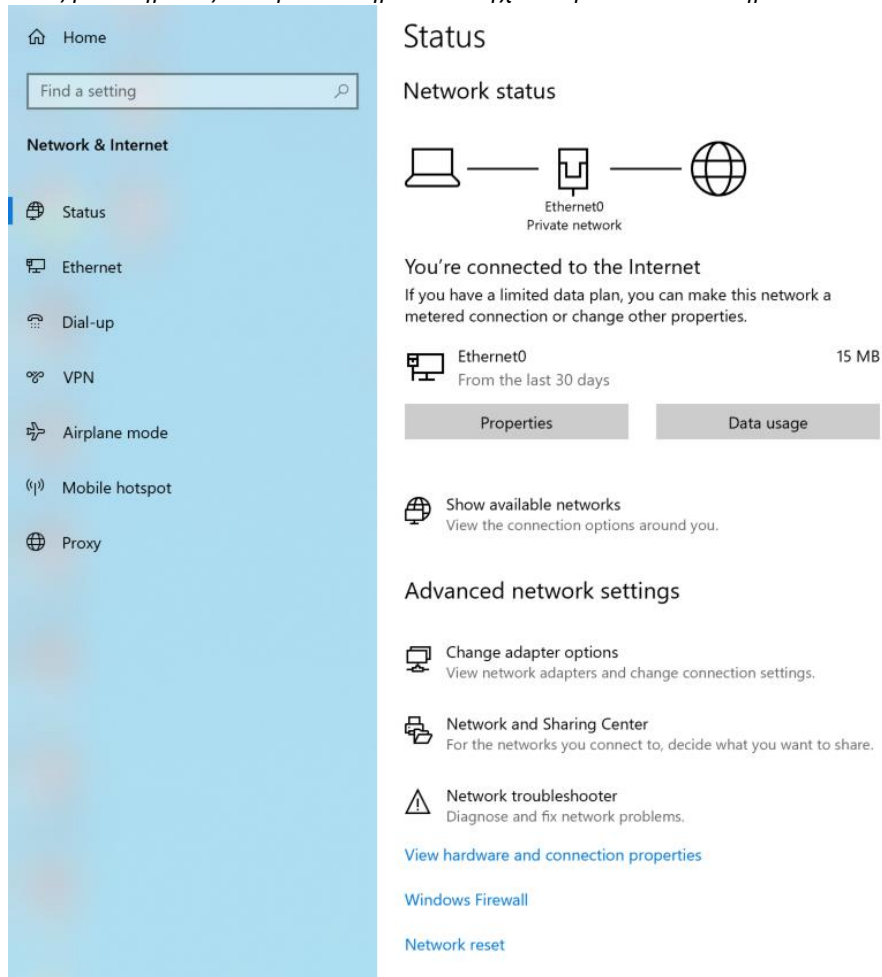 Home
Find a setting
Network & Internet
Status
Ethernet
Dial-up
VPN
Airplane mode
Mobile hotspot
Proxy
Status
Network status
Ethernet0
Private network
You're connected to the Internet
If you have a limited data plan, you can make this network a
metered connection or change other properties.
Ethernet0 15 MB
From the last 30 days
Properties Data usage
Show available networks
View the connection options around you.
Advanced network settings
Change adapter options
View network adapters and change connection settings.
Network and Sharing Center
For the networks you connect to, decide what you want to share.
Network troubleshooter
Diagnose and fix network problems.
View hardware and connection properties
Windows Firewall
Network reset